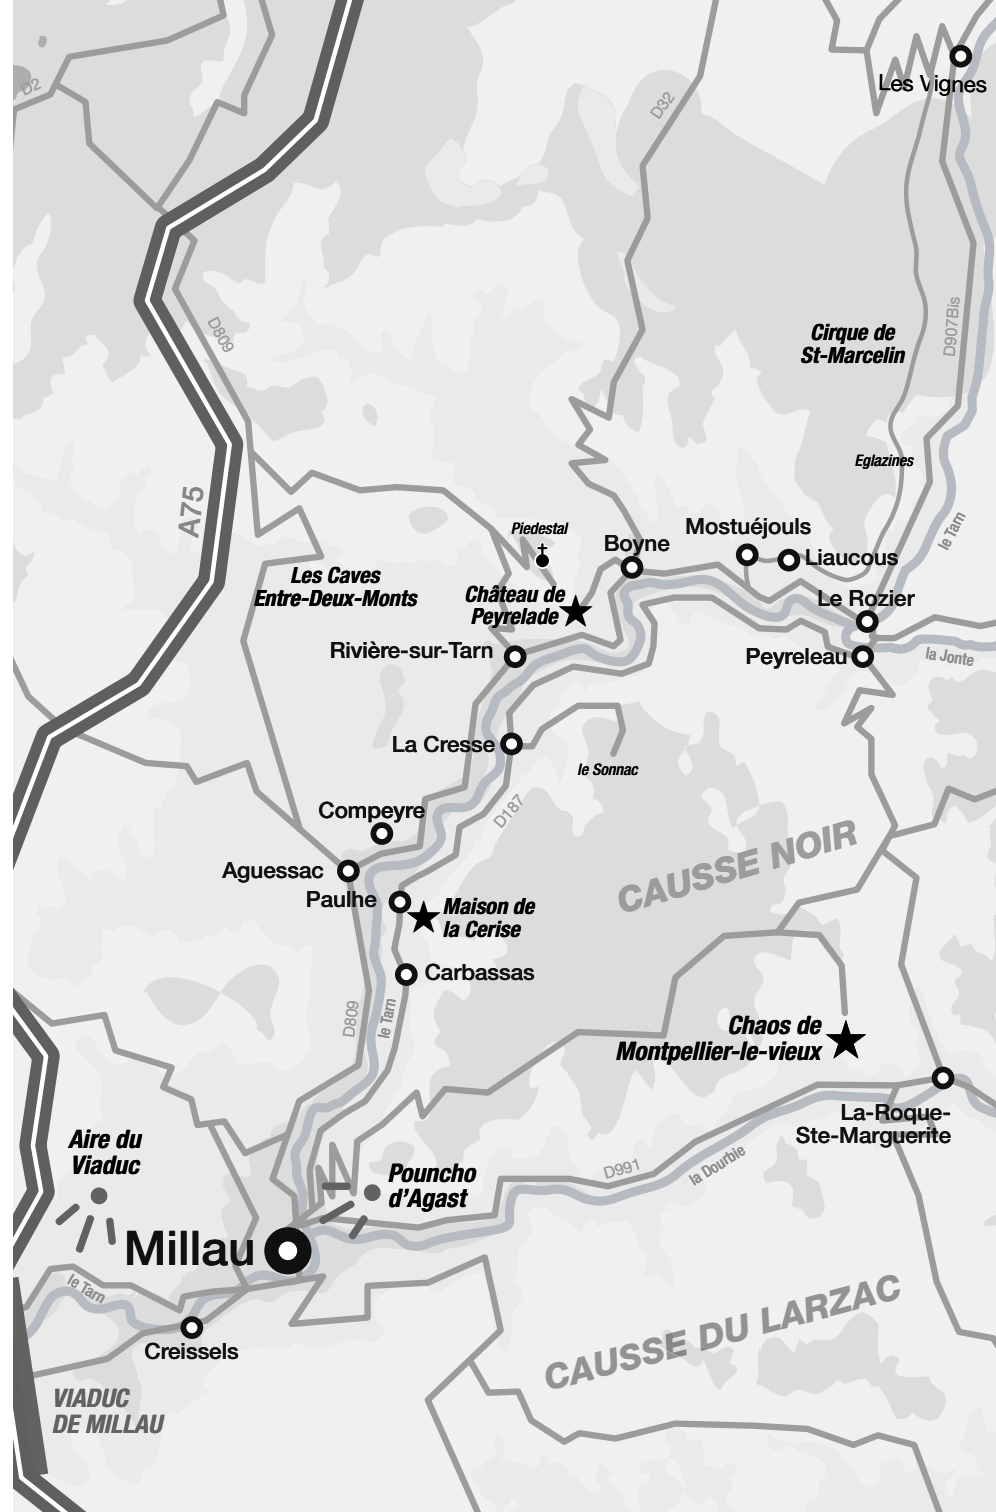 Les Vignes
D2
D32
D809
D907Bis
Cirque de
St-Marcelin
Eglazines
A75
le Tarn
Piedestal
Mostuéjouls
Boyne
Liaucous
Les Caves
Entre-Deux-Monts
Château de
Peyrelade
Le Rozier
Rivière-sur-Tarn
Peyreleau
la Jonte
La Cresse
le Sonnac
D187
Compeyre
CAUSSE NOIR
Aguessac
Paulhe
Maison de
la Cerise
Carbassas
D809
le Tarn
Chaos de
Montpellier-le-vieux
La-Roque-
Ste-Marguerite
Aire du
Viaduc
Pouncho
d'Agast
D991
la Dourbie
Millau
le Tarn
Creissels
CAUSSE DU LARZAC
VIADUC
DE MILLAU